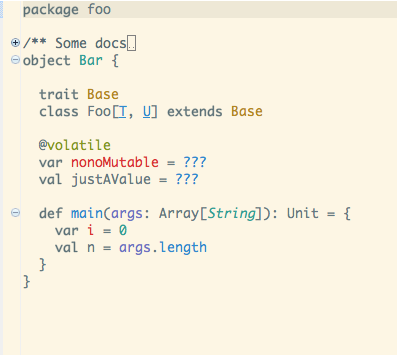 package foo
/** Some docs..
object Bar {
trait Base
class Foo[T, U] extends Base
@volatile
var nonoMutable = ???
val justAValue = ???
def main(args: Array[String]): Unit = {
var i = 0
val n = args.length
}
}